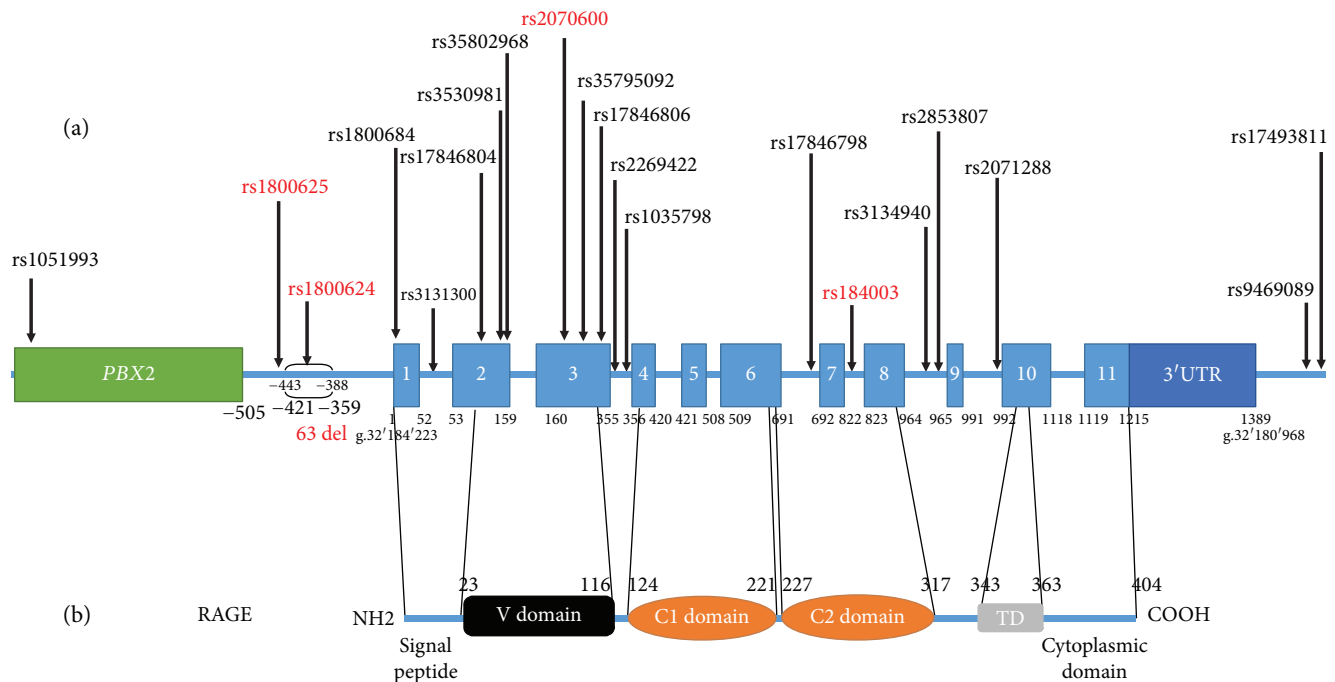 rs2070600
rs35802968
rs35795092
rs3530981
rs17846806
rs2853807
(a)
rs1800684
rs17846804
rs2269422
rs17846798
rs2071288
rs17493811
rs1800625
rs1035798
rs3134940
rs1051993
rs1800624
rs3131300
rs184003
rs9469089
PBX2
1 2 3 4 5 6 7 8 9 10 11 3′UTR
−443 −388
−505 −421 −359
1 52 53 159 160 355 356 420 421 508 509 691 692 822 823 964 965 991 992 1118 1119 1215 1389
63 del g.32′184′223 g.32′180′968
23 116 124 221 227 317 343 363 404
(b) RAGE NH2 V domain C1 domain C2 domain TD COOH
Signal peptide
Cytoplasmic domain